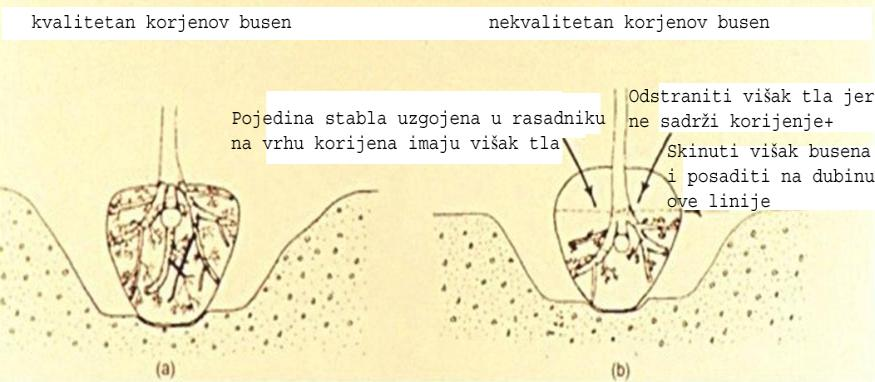 kvalitetan korjenov busen
nekvalitetan korjenov busen
Pojedina stabla uzgojena u rasadniku
na vrhu korijena imaju višak tla
Odstraniti višak tla jer
ne sadrži korijenje+
Skinuti višak busena
i posaditi na dubinu
ove linije
(a)
(b)